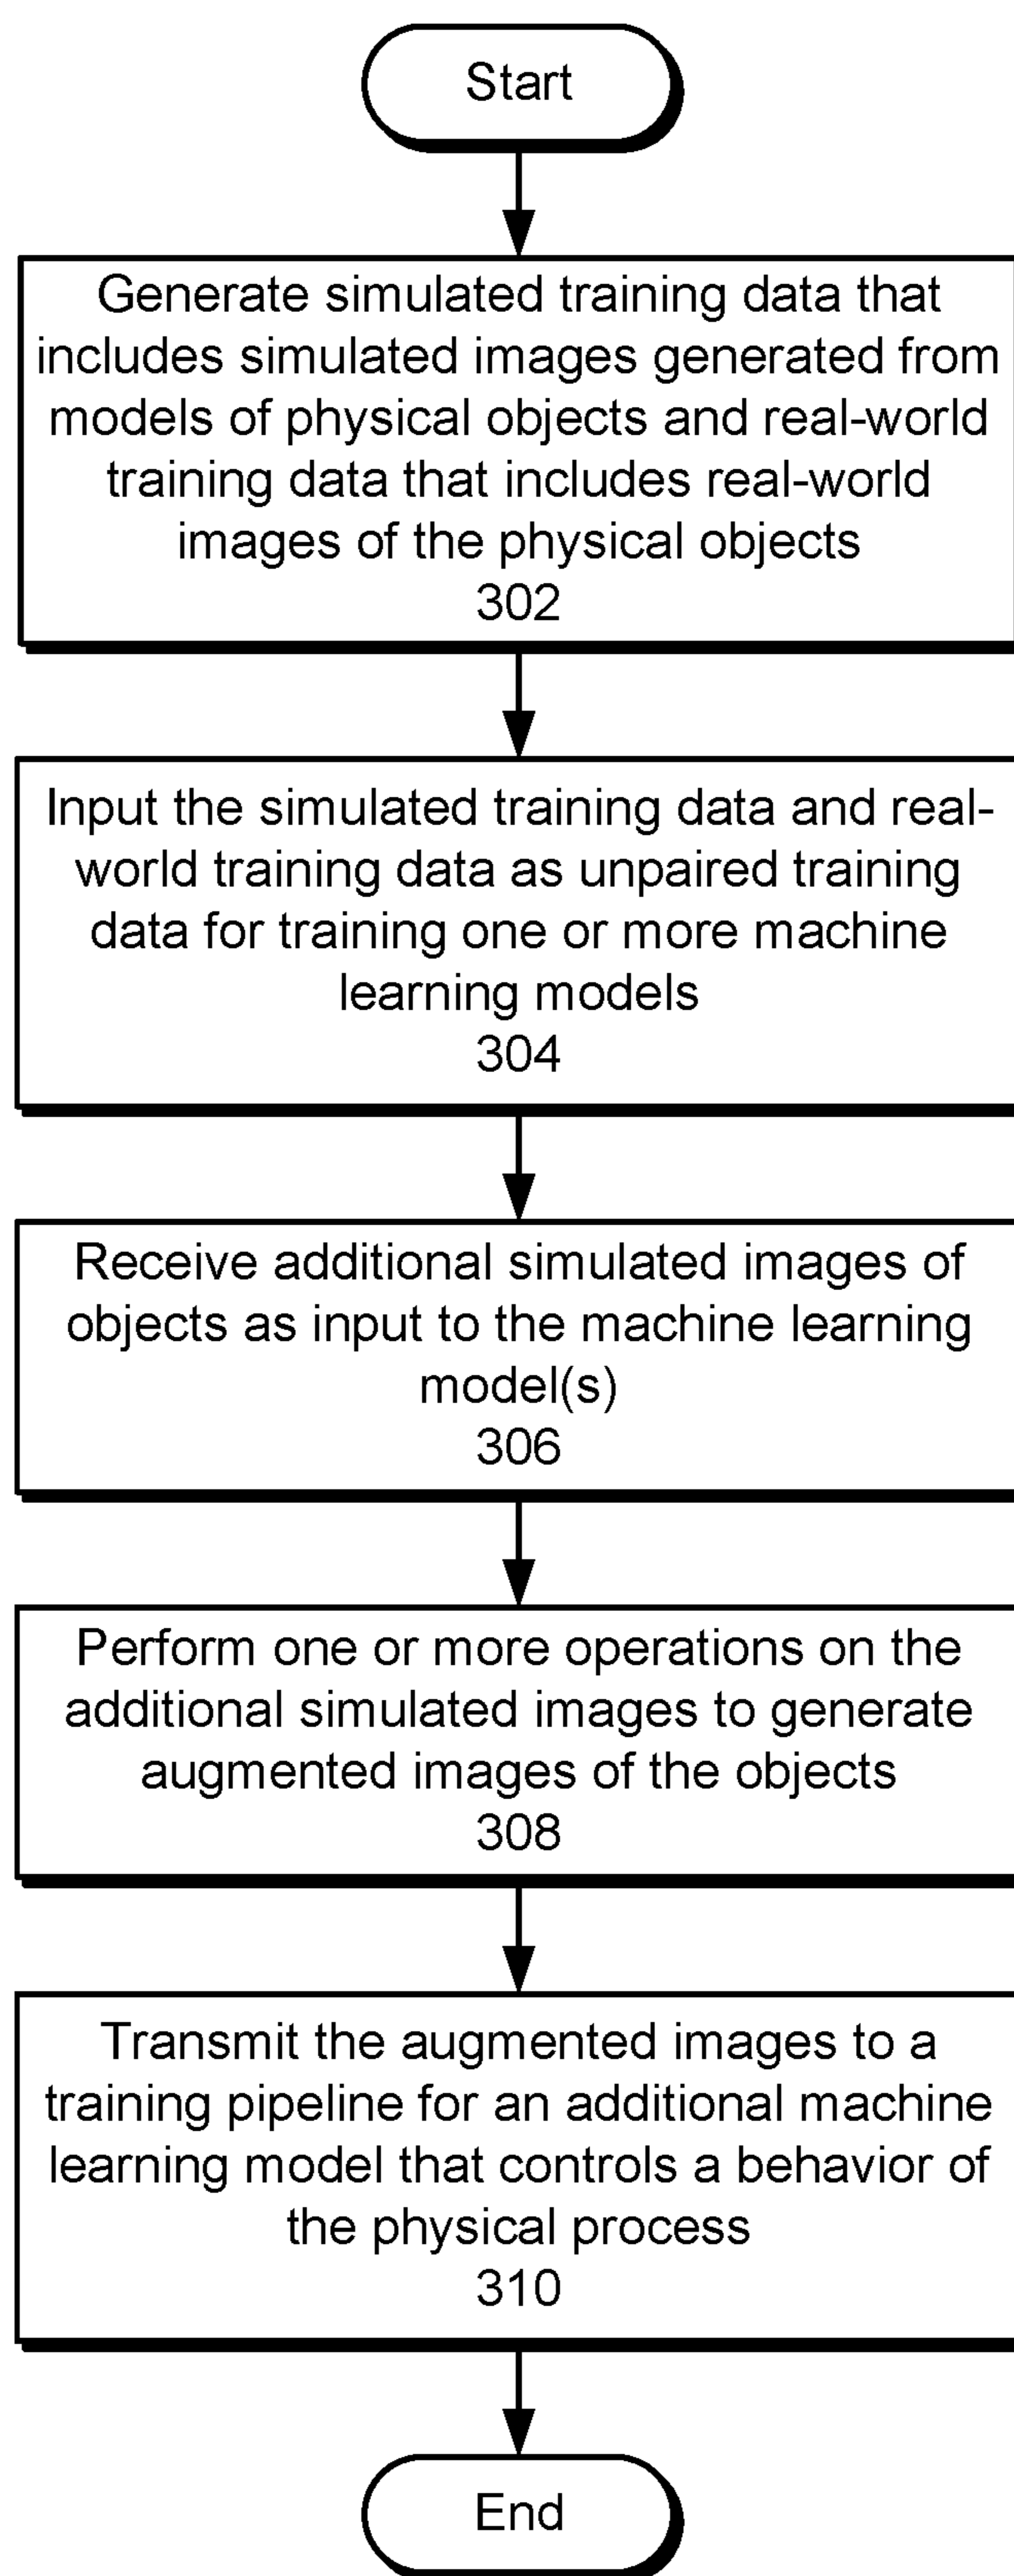 Start
Generate simulated training data that
includes simulated images generated from
models of physical objects and real-world
training data that includes real-world
images of the physical objects
302
Input the simulated training data and real-
world training data as unpaired training
data for training one or more machine
learning models
304
Receive additional simulated images of
objects as input to the machine learning
model(s)
306
Perform one or more operations on the
additional simulated images to generate
augmented images of the objects
308
Transmit the augmented images to a
training pipeline for an additional machine
learning model that controls a behavior of
the physical process
310
End